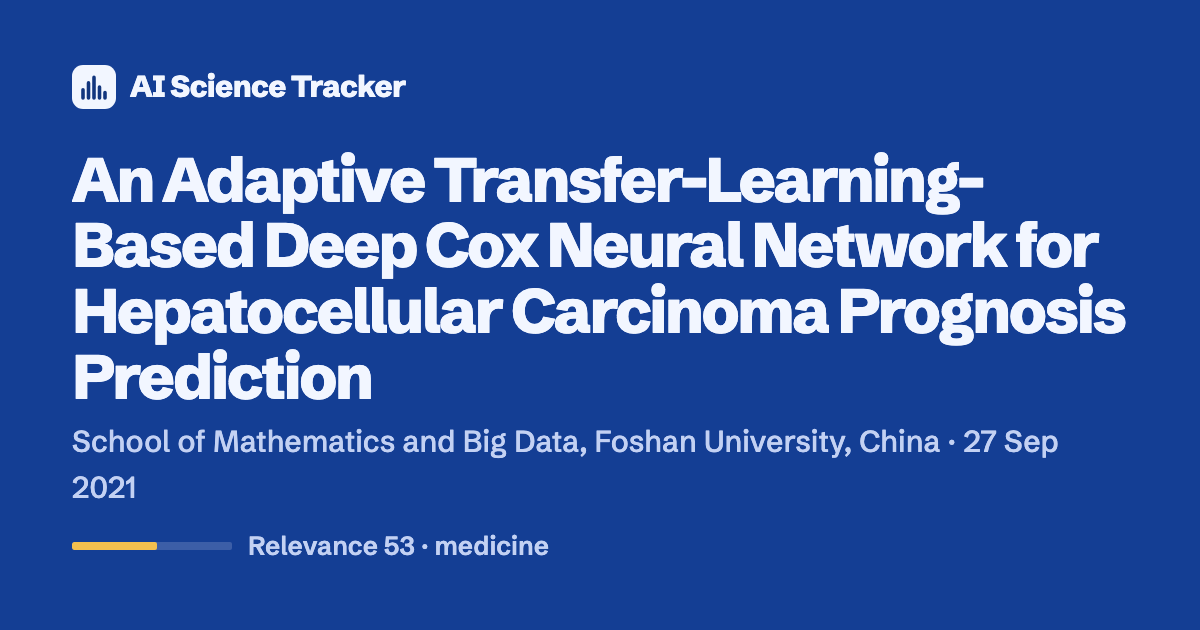 AI Science Tracker
An Adaptive Transfer-Learning-
Based Deep Cox Neural Network for
Hepatocellular Carcinoma Prognosis
Prediction
School of Mathematics and Big Data, Foshan University, China · 27 Sep
2021
Relevance 53 · medicine